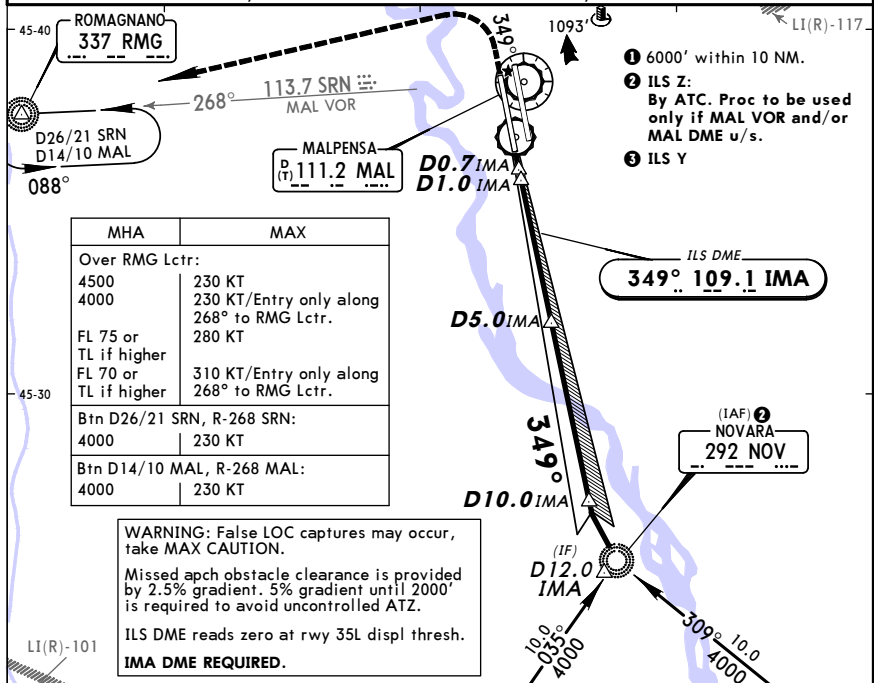 45-40
ROMAGNANO
337 RMG
D26/21 SRN
D14/10 MAL
088°
268°
113.7 SRN
MAL VOR
349°
1093'
LI(R)-117
MALPENSA
D
(T) 111.2 MAL
❶ 6000' within 10 NM.
❷ ILS Z:
By ATC. Proc to be used
only if MAL VOR and/or
MAL DME u/s.
❸ ILS Y
D0.7 IMA
D1.0 IMA
ILS DME
349° 109.1 IMA
MHA MAX
Over RMG Lctr:
4500 230 KT
4000 230 KT/Entry only along
268° to RMG Lctr.
FL 75 or 280 KT
TL if higher
FL 70 or 310 KT/Entry only along
TL if higher 268° to RMG Lctr.
Btn D26/21 SRN, R-268 SRN:
4000 230 KT
Btn D14/10 MAL, R-268 MAL:
4000 230 KT
D5.0 IMA
45-30
349°
(IAF) ❷
NOVARA
292 NOV
D10.0 IMA
(IF)
D12.0
IMA
10.0
035°
4000
309° 10.0
4000
WARNING: False LOC captures may occur,
take MAX CAUTION.
Missed apch obstacle clearance is provided
by 2.5% gradient. 5% gradient until 2000'
is required to avoid uncontrolled ATZ.
ILS DME reads zero at rwy 35L displ thresh.
IMA DME REQUIRED.
LI(R)-101